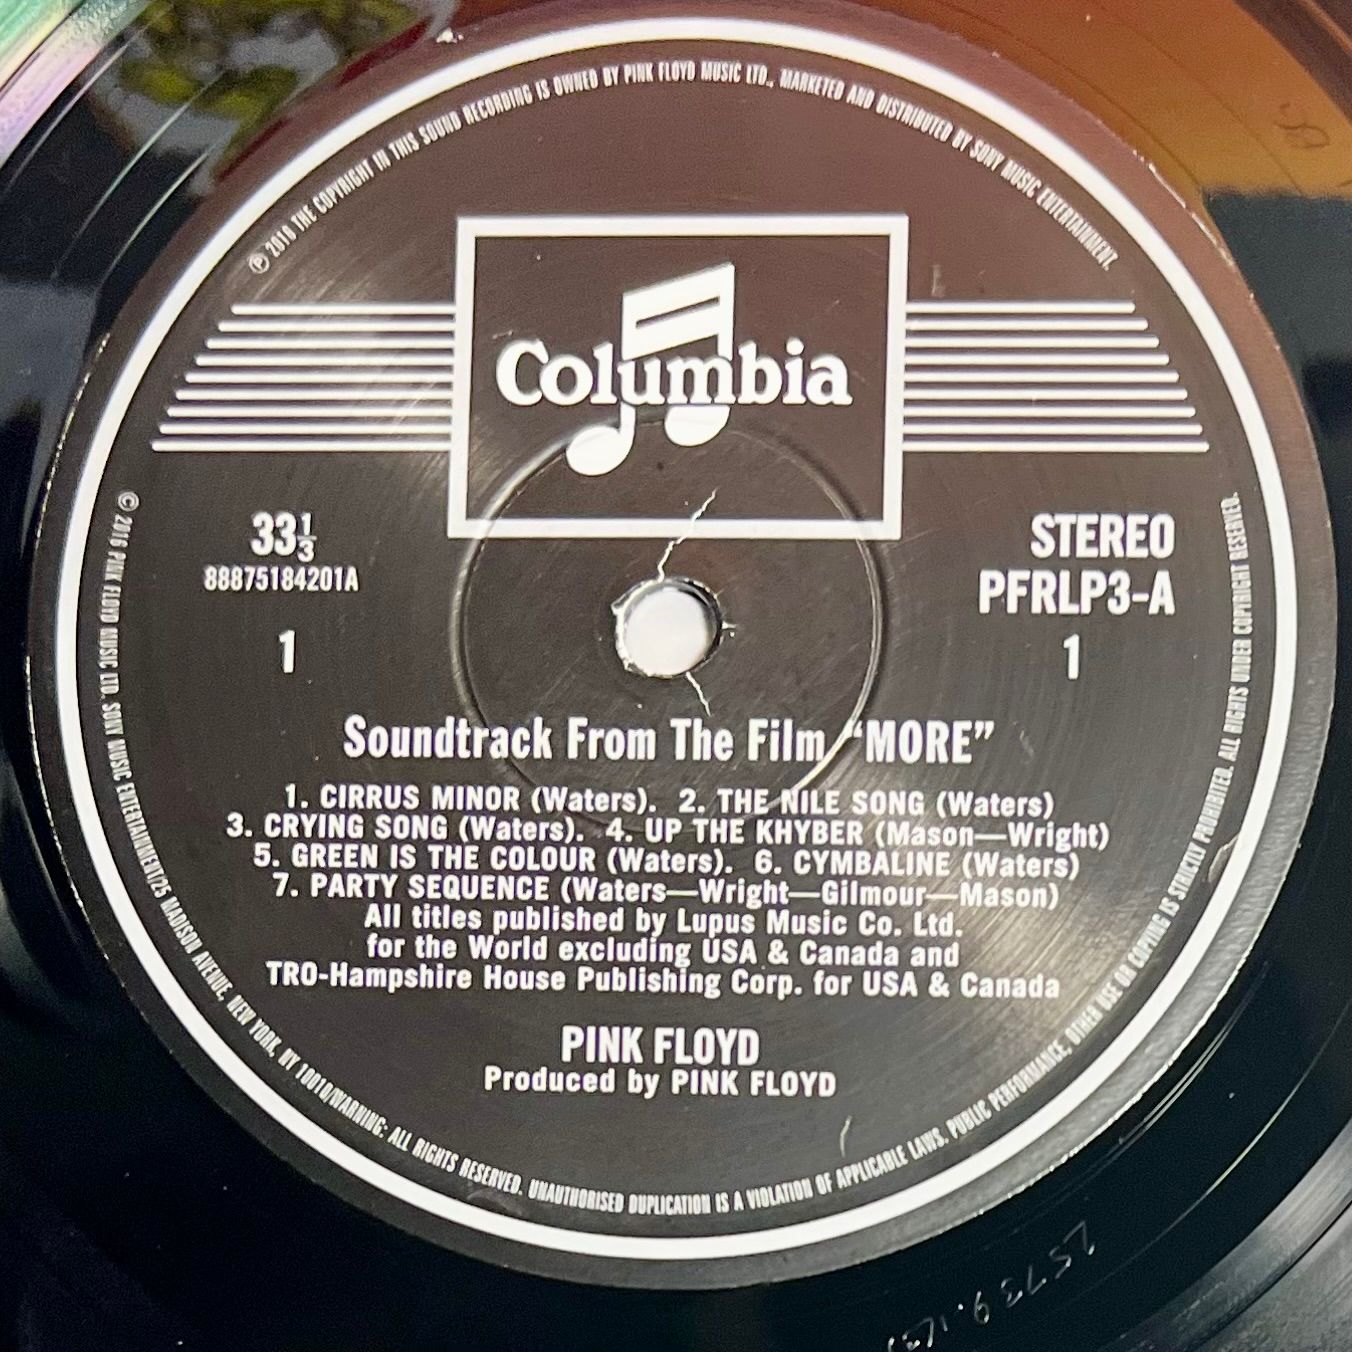 ℗ 2016 THE COPYRIGHT IN THIS SOUND RECORDING IS OWNED BY PINK FLOYD MUSIC LTD., MARKETED AND DISTRIBUTED BY SONY MUSIC ENTERTAINMENT.
Columbia
33⅓
88875184201A
1
STEREO
PFRLP3-A
1
Soundtrack From The Film “MORE”
1. CIRRUS MINOR (Waters). 2. THE NILE SONG (Waters)
3. CRYING SONG (Waters). 4. UP THE KHYBER (Mason—Wright)
5. GREEN IS THE COLOUR (Waters). 6. CYMBALINE (Waters)
7. PARTY SEQUENCE (Waters—Wright—Gilmour—Mason)
All titles published by Lupus Music Co. Ltd.
for the World excluding USA & Canada and
TRO-Hampshire House Publishing Corp. for USA & Canada
PINK FLOYD
Produced by PINK FLOYD
© 2016 PINK FLOYD MUSIC LTD. SONY MUSIC ENTERTAINMENT/25 MADISON AVENUE, NEW YORK, NY 10010/WARNING: ALL RIGHTS RESERVED. UNAUTHORISED DUPLICATION IS A VIOLATION OF APPLICABLE LAWS. PUBLIC PERFORMANCE, OTHER USE OR COPYING IS STRICTLY PROHIBITED. ALL RIGHTS UNDER COPYRIGHT RESERVED.